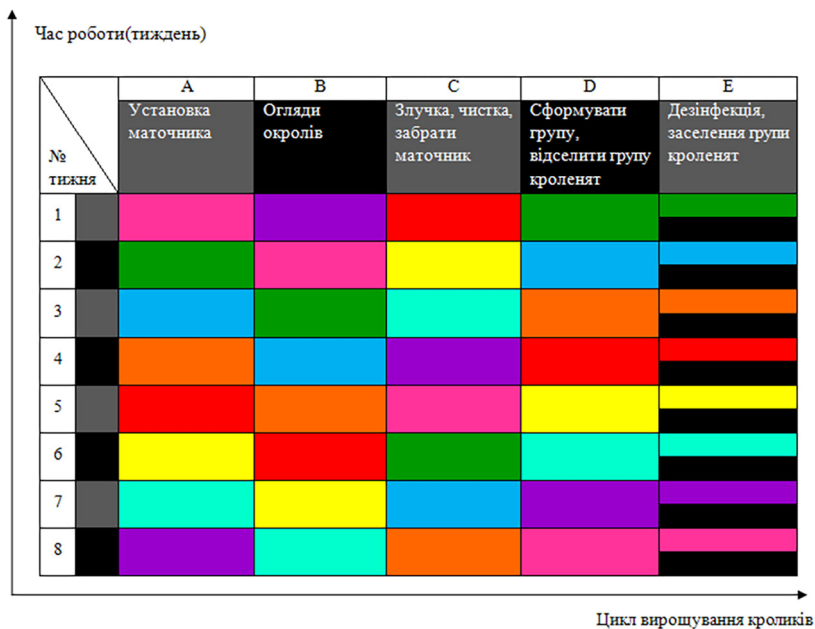 Час роботи(тиждень)
A B C D E
№
тижня
Установка
маточника
Огляди
окролів
Злучка, чистка,
забрати
маточник
Сформувати
групу,
відселити групу
кроленят
Дезінфекція,
заселення групи
кроленят
1
2
3
4
5
6
7
8
Цикл вирощування кроликів